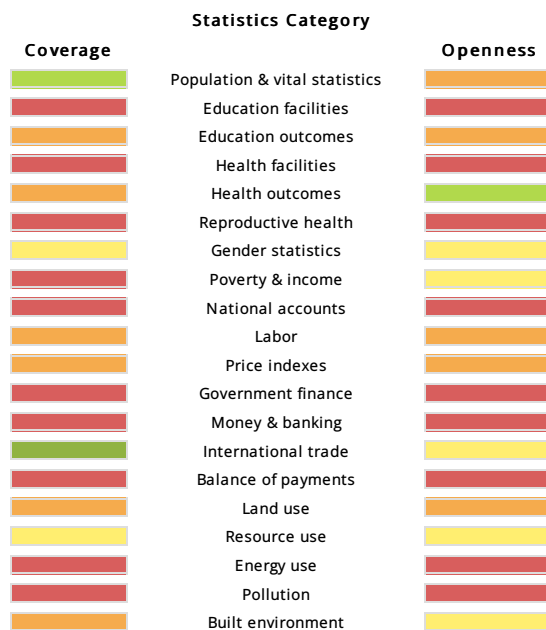 Statistics Category
Coverage Openness
Population & vital statistics
Education facilities
Education outcomes
Health facilities
Health outcomes
Reproductive health
Gender statistics
Poverty & income
National accounts
Labor
Price indexes
Government finance
Money & banking
International trade
Balance of payments
Land use
Resource use
Energy use
Pollution
Built environment